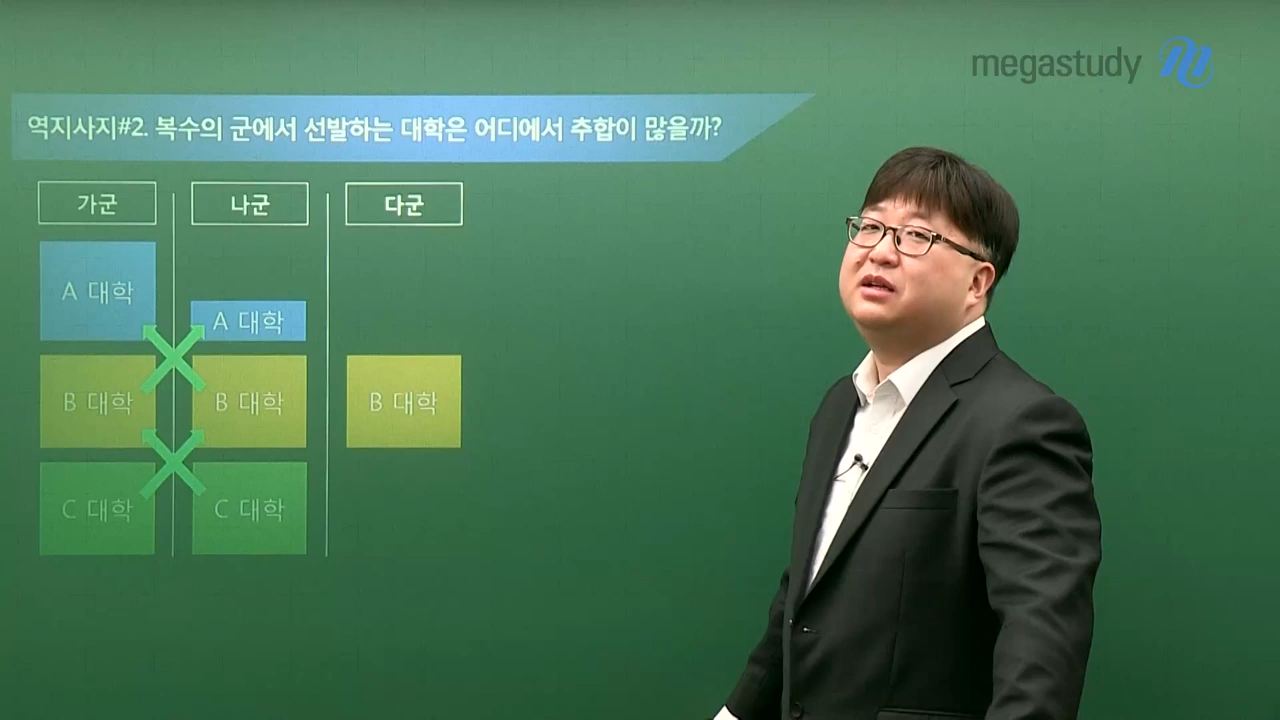 megastudy
역지사지#2. 복수의 군에서 선발하는 대학은 어디에서 추합이 많을까?
가군 나군 다군
A 대학
A 대학
B 대학 B 대학 B 대학
C 대학 C 대학